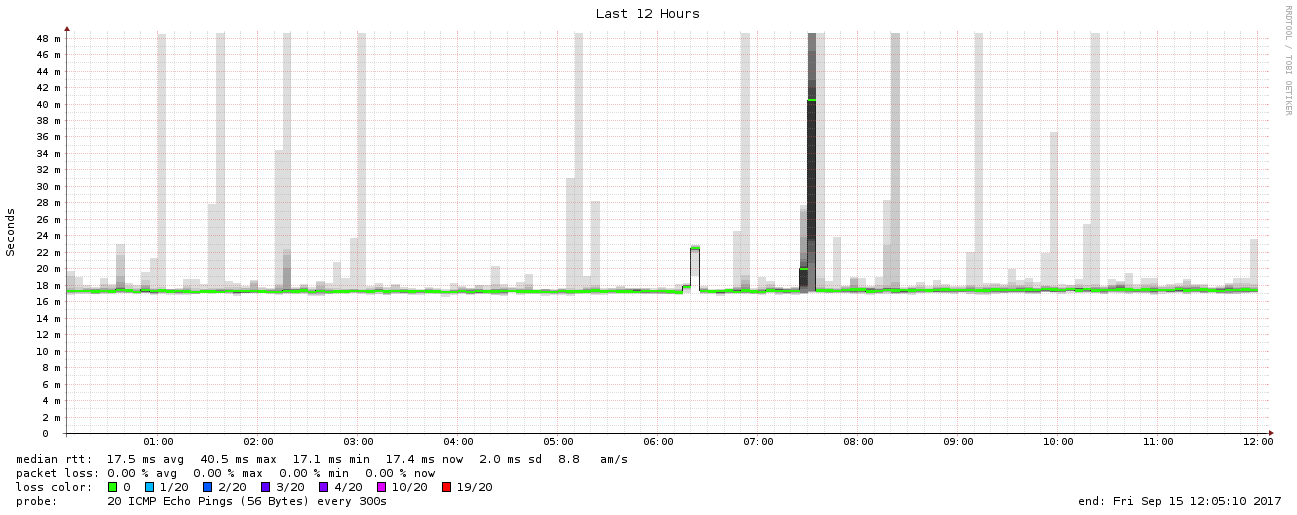 Last 12 Hours
RRDTOOL / TOBI OETIKER
Seconds
48 m
46 m
44 m
42 m
40 m
38 m
36 m
34 m
32 m
30 m
28 m
26 m
24 m
22 m
20 m
18 m
16 m
14 m
12 m
10 m
8 m
6 m
4 m
2 m
0
01:00 02:00 03:00 04:00 05:00 06:00 07:00 08:00 09:00 10:00 11:00 12:00
median rtt: 17.5 ms avg 40.5 ms max 17.1 ms min 17.4 ms now 2.0 ms sd 8.8 am/s
packet loss: 0.00 % avg 0.00 % max 0.00 % min 0.00 % now
loss color: 0 1/20 2/20 3/20 4/20 10/20 19/20
probe: 20 ICMP Echo Pings (56 Bytes) every 300s end: Fri Sep 15 12:05:10 2017